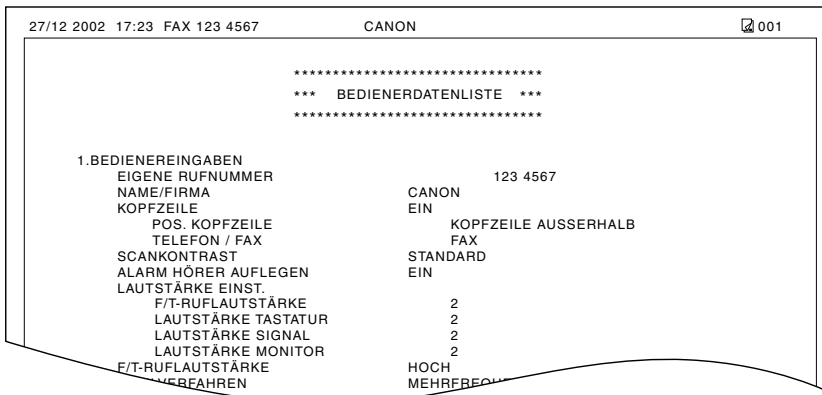 27/12 2002 17:23 FAX 123 4567 CANON 001
********************************
*** BEDIENERDATENLISTE ***
********************************
1.BEDIENEREINGABEN
EIGENE RUFNUMMER 123 4567
NAME/FIRMA CANON
KOPFZEILE EIN
POS. KOPFZEILE KOPFZEILE AUSSERHALB
TELEFON / FAX FAX
SCANKONTRAST STANDARD
ALARM HÖRER AUFLEGEN EIN
LAUTSTÄRKE EINST.
F/T-RUFLAUTSTÄRKE 2
LAUTSTÄRKE TASTATUR 2
LAUTSTÄRKE SIGNAL 2
LAUTSTÄRKE MONITOR 2
F/T-RUFLAUTSTÄRKE HOCH